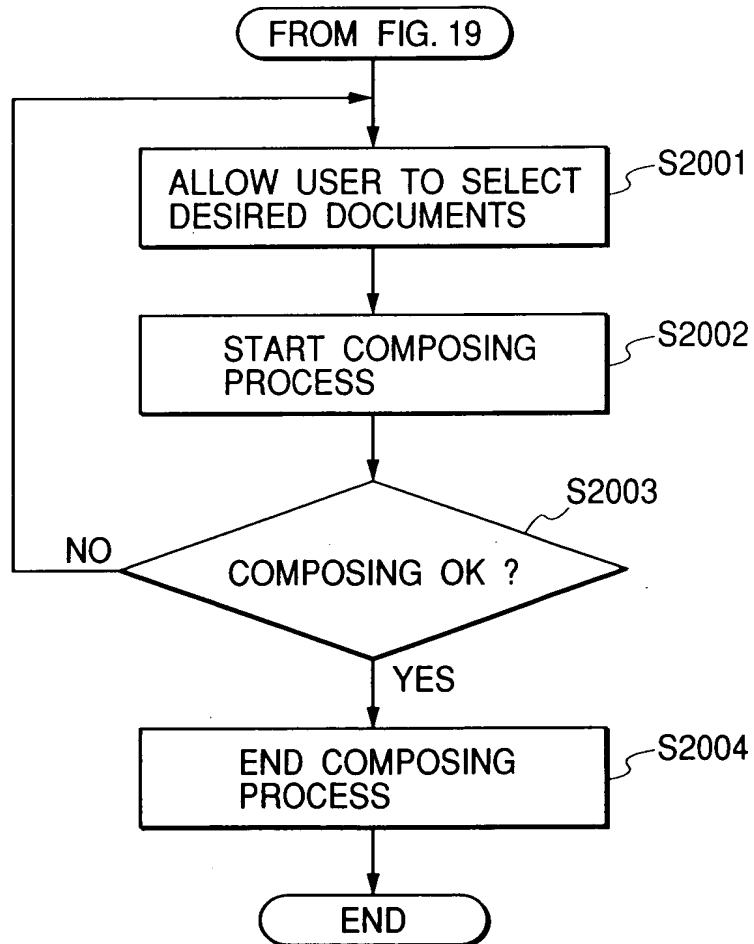 FROM FIG. 19
ALLOW USER TO SELECT
DESIRED DOCUMENTS
S2001
START COMPOSING
PROCESS
S2002
S2003
NO
COMPOSING OK ?
YES
END COMPOSING
PROCESS
S2004
END